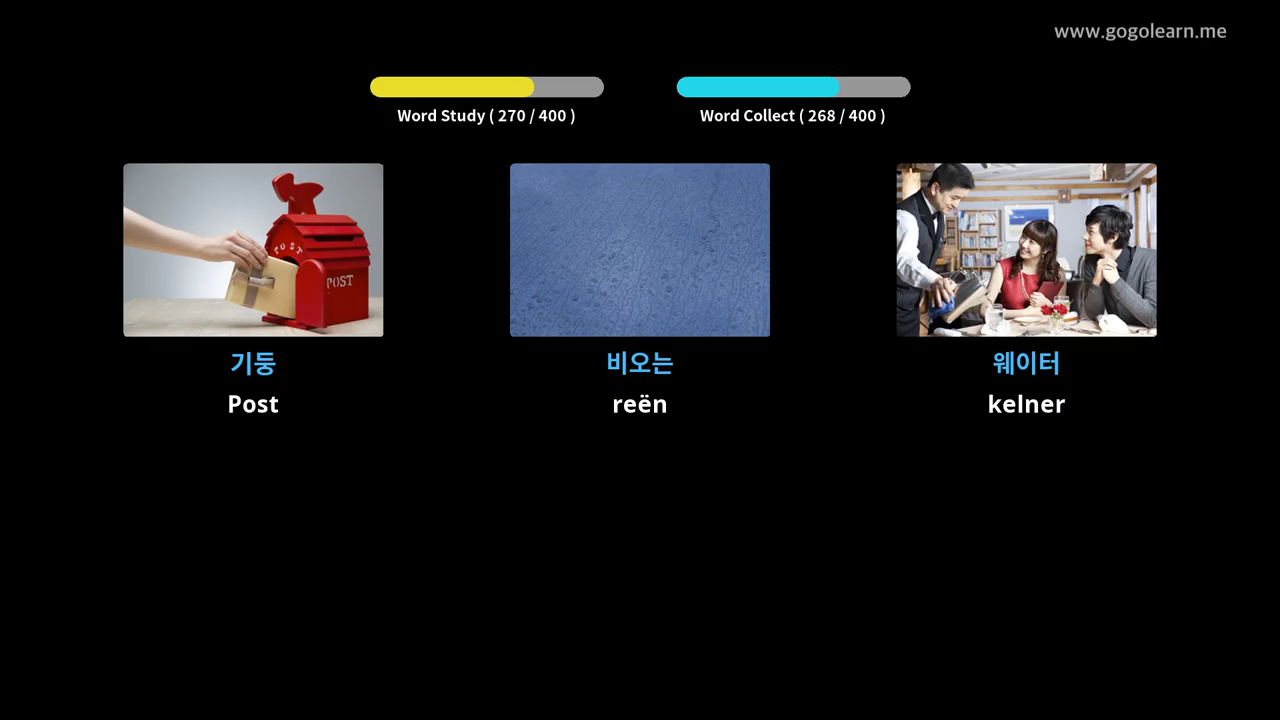 www.gogolearn.me
Word Study ( 270 / 400 )
Word Collect ( 268 / 400 )
POST
POST
기둥
비오는
웨이터
Post
reën
kelner